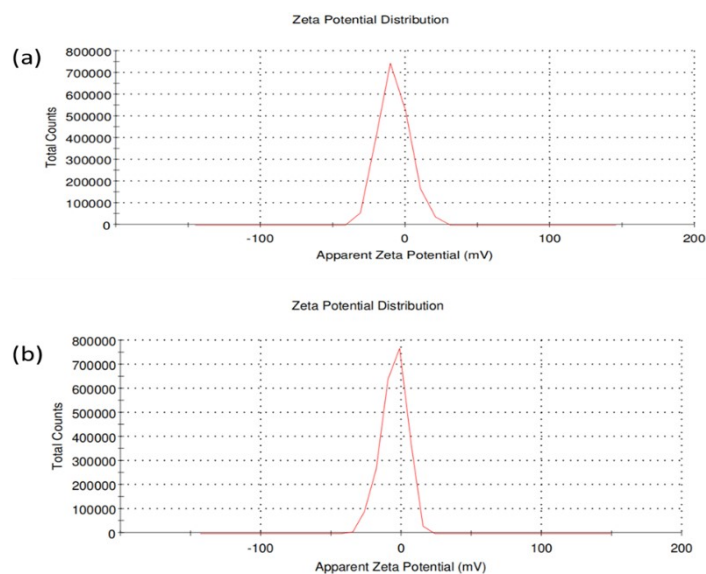 Zeta Potential Distribution
(a)
800000
700000
600000
500000
400000
300000
200000
100000
0
Total Counts
-100 0 100 200
Apparent Zeta Potential (mV)
Zeta Potential Distribution
(b)
800000
700000
600000
500000
400000
300000
200000
100000
0
Total Counts
-100 0 100 200
Apparent Zeta Potential (mV)